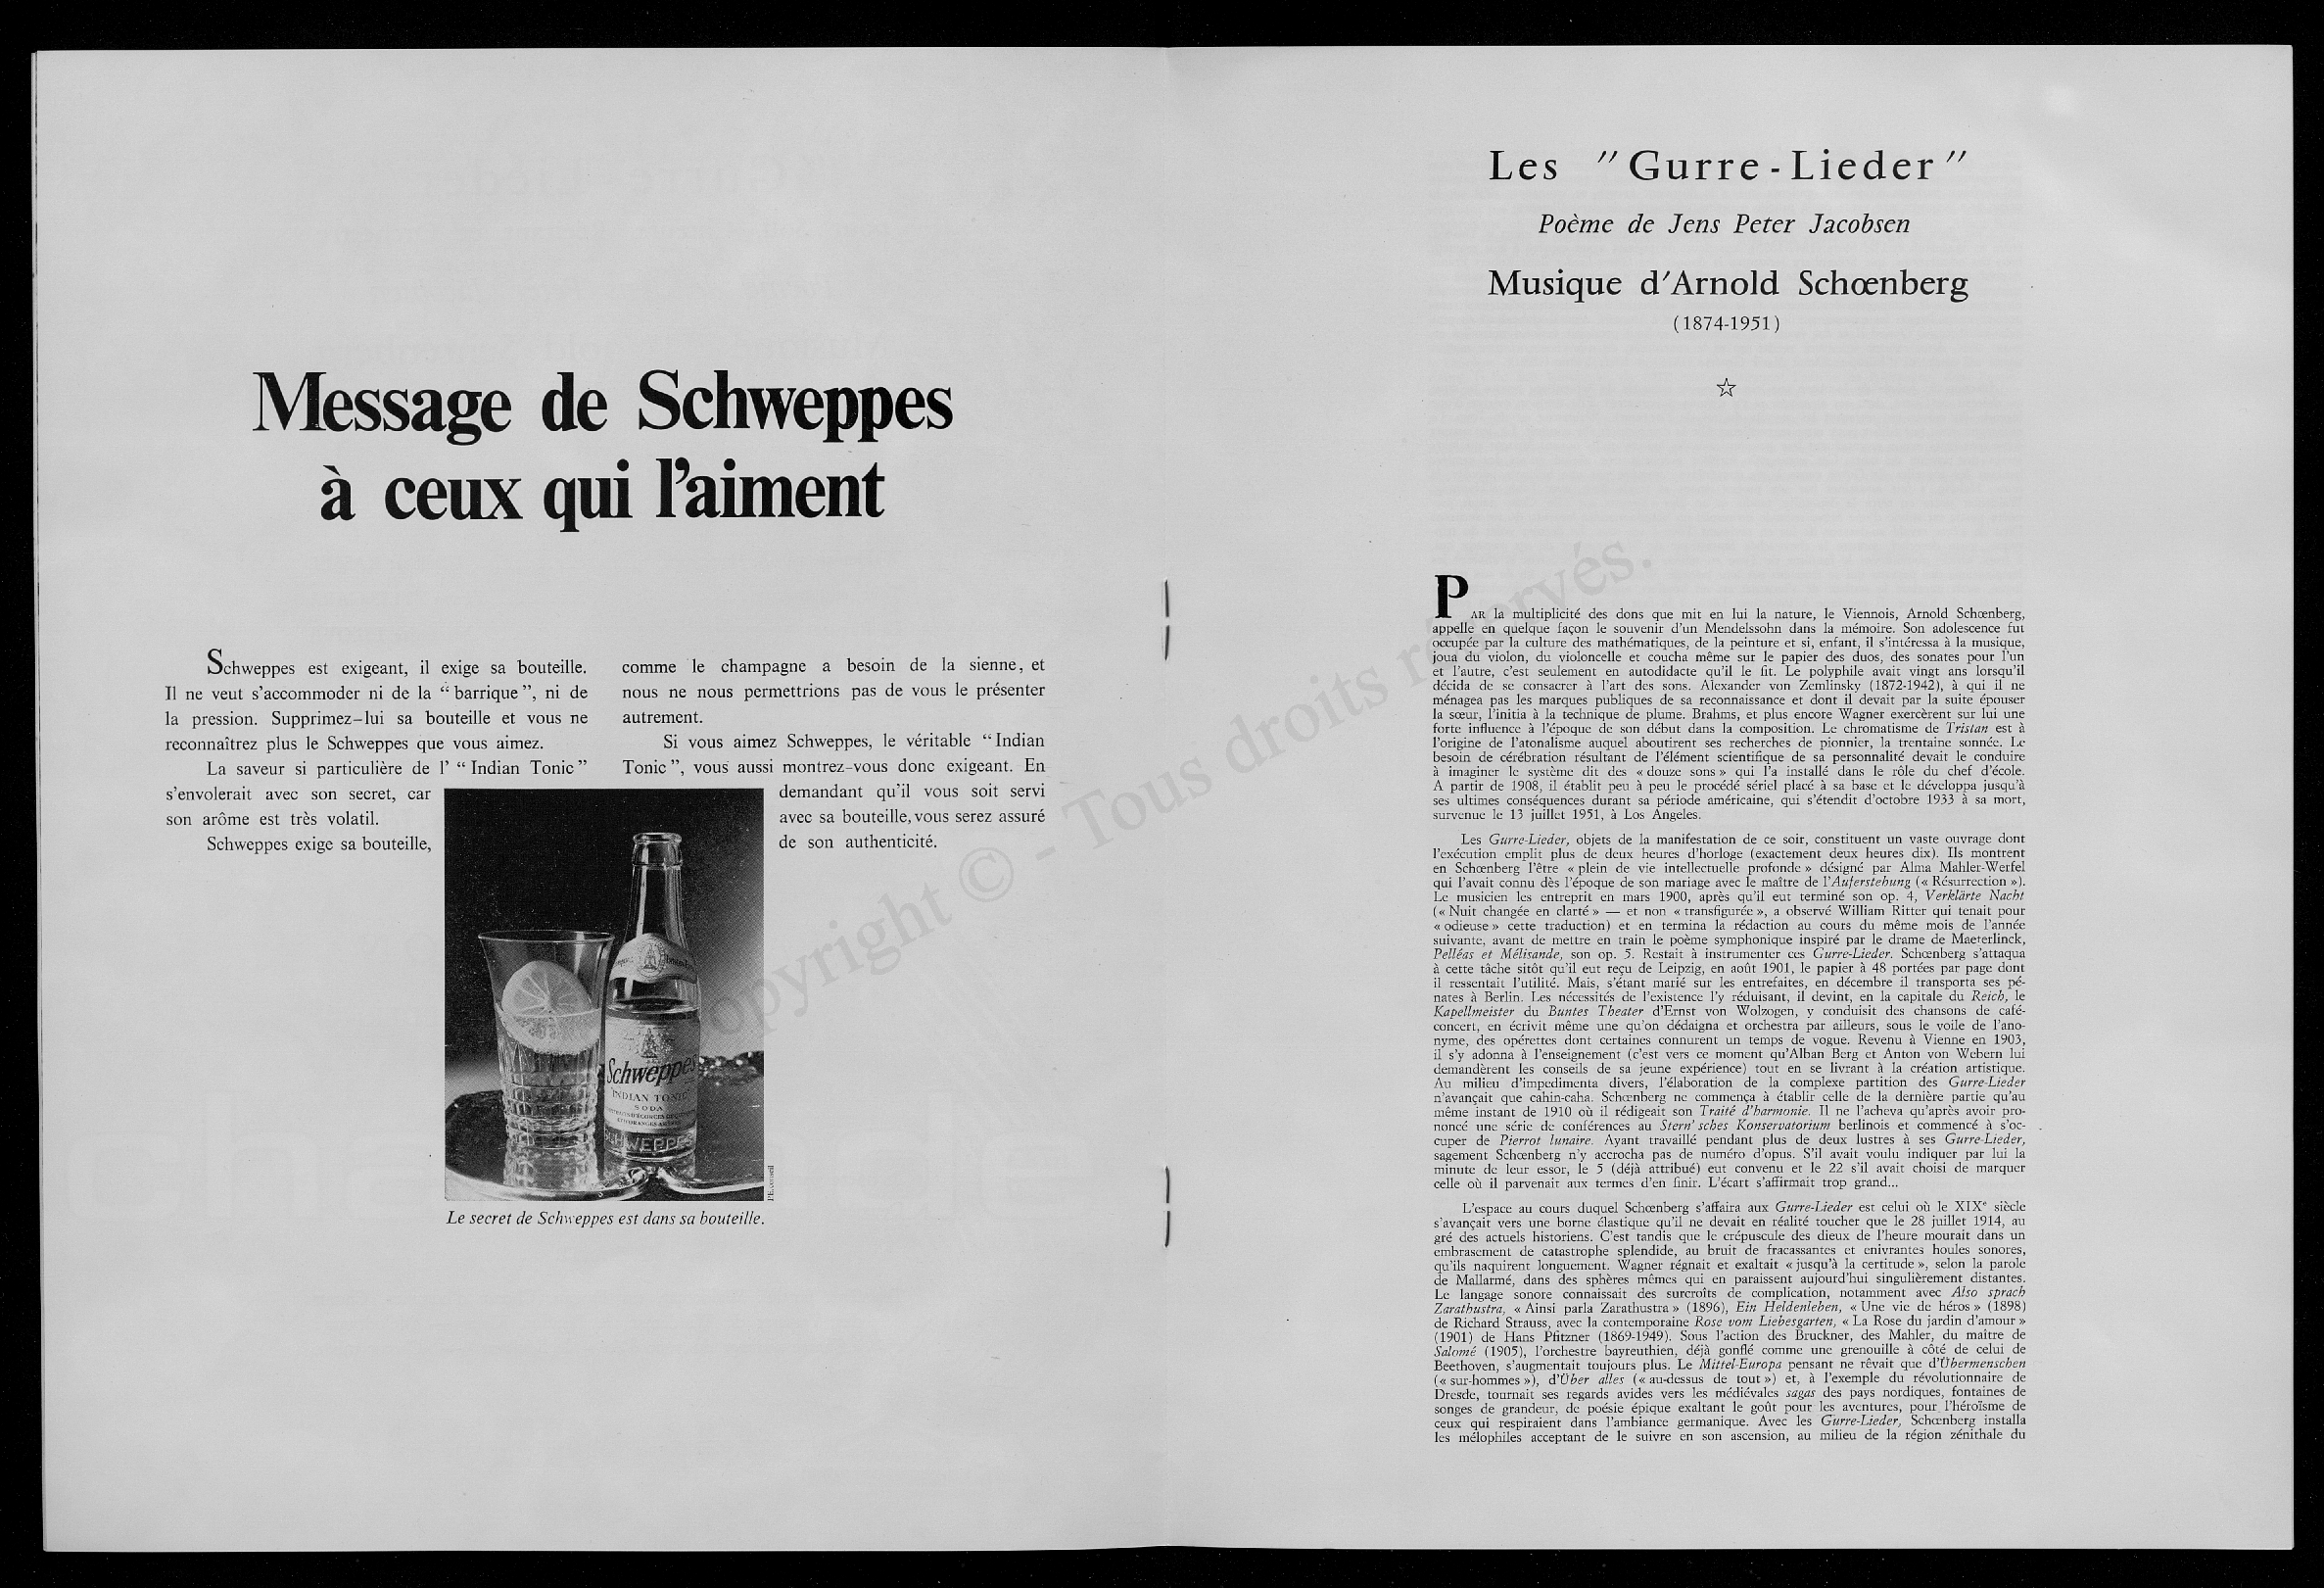 Message de Schweppes
à ceux qui l'aiment
Schweppes est exigeant, il exige sa bouteille.
Il ne veut s'accommoder ni de la “barrique”, ni de
la pression. Supprimez-lui sa bouteille et vous ne
reconnaîtrez plus le Schweppes que vous aimez.
La saveur si particulière de l' “Indian Tonic”
s'envolerait avec son secret, car
son arôme est très volatil.
Schweppes exige sa bouteille,
comme le champagne a besoin de la sienne, et
nous ne nous permettrions pas de vous le présenter
autrement.
Si vous aimez Schweppes, le véritable “Indian
Tonic”, vous aussi montrez-vous donc exigeant. En
demandant qu'il vous soit servi
avec sa bouteille, vous serez assuré
de son authenticité.
Schweppes
INDIAN TONIC
SODA
SCHWEPPES
Le secret de Schweppes est dans sa bouteille.
Copyright © - Tous droits réservés.
Les "Gurre-Lieder"
Poème de Jens Peter Jacobsen
Musique d'Arnold Schœnberg
(1874-1951)
PAR la multiplicité des dons que mit en lui la nature, le Viennois, Arnold Schœnberg,
appelle en quelque façon le souvenir d'un Mendelssohn dans la mémoire. Son adolescence fut
occupée par la culture des mathématiques, de la peinture et si, enfant, il s'intéressa à la musique,
joua du violon, du violoncelle et coucha même sur le papier des duos, des sonates pour l'un
et l'autre, c'est seulement en autodidacte qu'il le fit. Le polyphile avait vingt ans lorsqu'il
décida de se consacrer à l'art des sons. Alexander von Zemlinsky (1872-1942), à qui il ne
ménagea pas les marques publiques de sa reconnaissance et dont il devait par la suite épouser
la sœur, l'initia à la technique de plume. Brahms, et plus encore Wagner exercèrent sur lui une
forte influence à l'époque de son début dans la composition. Le chromatisme de Tristan est à
l'origine de l'atonalisme auquel aboutirent ses recherches de pionnier, la trentaine sonnée. Le
besoin de cérébration résultant de l'élément scientifique de sa personnalité devait le conduire
à imaginer le système dit des « douze sons » qui l'a installé dans le rôle du chef d'école.
A partir de 1908, il établit peu à peu le procédé sériel placé à sa base et le développa jusqu'à
ses ultimes conséquences durant sa période américaine, qui s'étendit d'octobre 1933 à sa mort,
survenue le 13 juillet 1951, à Los Angeles.
Les Gurre-Lieder, objets de la manifestation de ce soir, constituent un vaste ouvrage dont
l'exécution emplit plus de deux heures d'horloge (exactement deux heures dix). Ils montrent
en Schœnberg l'être « plein de vie intellectuelle profonde » désigné par Alma Mahler-Werfel
qui l'avait connu dès l'époque de son mariage avec le maître de l'Auferstehung (« Résurrection »).
Le musicien les entreprit en mars 1900, après qu'il eut terminé son op. 4, Verklärte Nacht
(« Nuit changée en clarté » — et non « transfigurée », a observé William Ritter qui tenait pour
« odieuse » cette traduction) et en termina la rédaction au cours du même mois de l'année
suivante, avant de mettre en train le poème symphonique inspiré par le drame de Maeterlinck,
Pelléas et Mélisande, son op. 5. Restait à instrumenter ces Gurre-Lieder. Schœnberg s'attaqua
à cette tâche sitôt qu'il eut reçu de Leipzig, en août 1901, le papier à 48 portées par page dont
il ressentait l'utilité. Mais, s'étant marié sur les entrefaites, en décembre il transporta ses pé-
nates à Berlin. Les nécessités de l'existence l'y réduisant, il devint, en la capitale du Reich, le
Kapellmeister du Buntes Theater d'Ernst von Wolzogen, y conduisit des chansons de café-
concert, en écrivit même une qu'on dédaigna et orchestra par ailleurs, sous le voile de l'ano-
nyme, des opérettes dont certaines connurent un temps de vogue. Revenu à Vienne en 1903,
il s'y adonna à l'enseignement (c'est vers ce moment qu'Alban Berg et Anton von Webern lui
demandèrent les conseils de sa jeune expérience) tout en se livrant à la création artistique.
Au milieu d'impedimenta divers, l'élaboration de la complexe partition des Gurre-Lieder
n'avançait que cahin-caha. Schœnberg ne commença à établir celle de la dernière partie qu'au
même instant de 1910 où il rédigeait son Traité d'harmonie. Il ne l'acheva qu'après avoir pro-
noncé une série de conférences au Stern'sches Konservatorium berlinois et commencé à s'oc-
cuper de Pierrot lunaire. Ayant travaillé pendant plus de deux lustres à ses Gurre-Lieder,
sagement Schœnberg n'y accrocha pas de numéro d'opus. S'il avait voulu indiquer par lui la
minute de leur essor, le 5 (déjà attribué) eut convenu et le 22 s'il avait choisi de marquer
celle où il parvenait aux termes d'en finir. L'écart s'affirmait trop grand...
L'espace au cours duquel Schœnberg s'affaira aux Gurre-Lieder est celui où le XIXe siècle
s'avançait vers une borne élastique qu'il ne devait en réalité toucher que le 28 juillet 1914, au
gré des actuels historiens. C'est tandis que le crépuscule des dieux de l'heure mourait dans un
embrasement de catastrophe splendide, au bruit de fracassantes et enivrantes houles sonores,
qu'ils naquirent longuement. Wagner régnait et exaltait « jusqu'à la certitude », selon la parole
de Mallarmé, dans des sphères mêmes qui en paraissent aujourd'hui singulièrement distantes.
Le langage sonore connaissait des surcroîts de complication, notamment avec Also sprach
Zarathustra, « Ainsi parla Zarathustra » (1896), Ein Heldenleben, « Une vie de héros » (1898)
de Richard Strauss, avec la contemporaine Rose vom Liebesgarten, « La Rose du jardin d'amour »
(1901) de Hans Pfitzner (1869-1949). Sous l'action des Bruckner, des Mahler, du maître de
Salomé (1905), l'orchestre bayreuthien, déjà gonflé comme une grenouille à côté de celui de
Beethoven, s'augmentait toujours plus. Le Mittel-Europa pensant ne rêvait que d'Übermenschen
(« sur-hommes »), d'Über alles (« au-dessus de tout ») et, à l'exemple du révolutionnaire de
Dresde, tournait ses regards avides vers les médiévales sagas des pays nordiques, fontaines de
songes de grandeur, de poésie épique exaltant le goût pour les aventures, pour l'héroïsme de
ceux qui respiraient dans l'ambiance germanique. Avec les Gurre-Lieder, Schœnberg installa
les mélophiles acceptant de le suivre en son ascension, au milieu de la région zénithale du